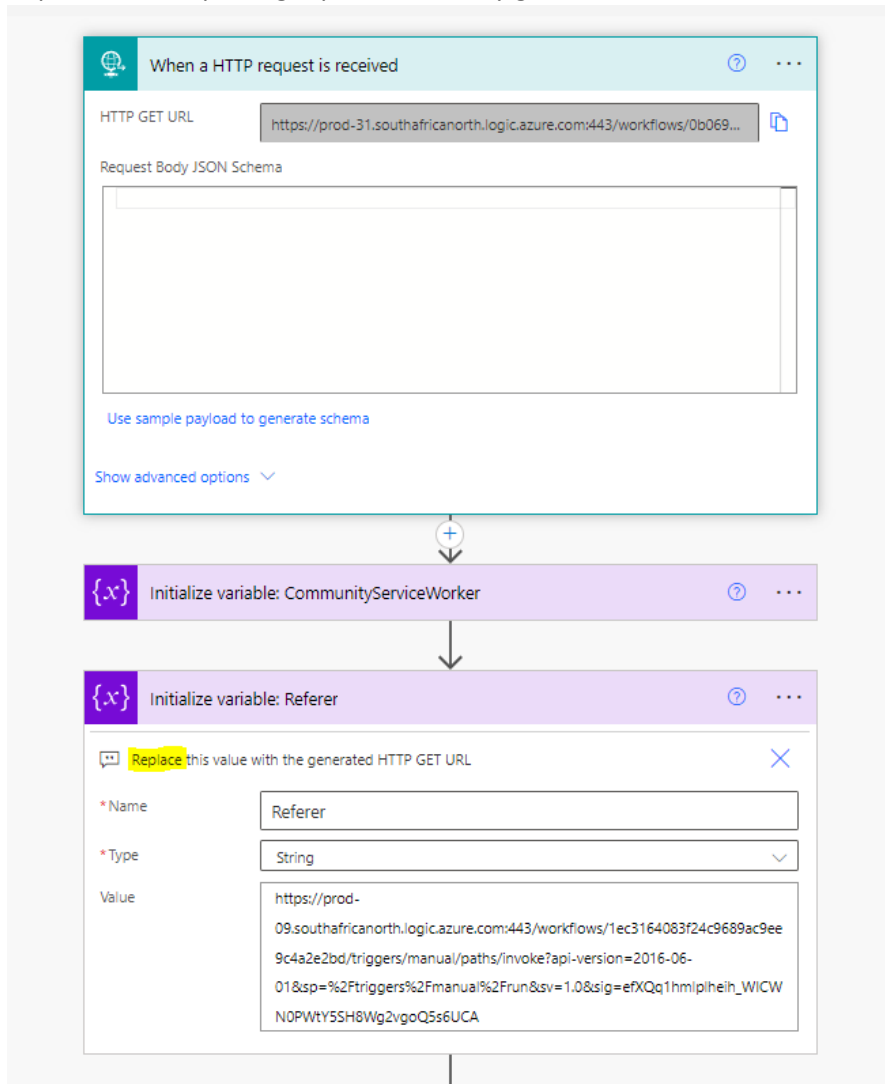 When a HTTP request is received
HTTP GET URL
https://prod-31.southafricanorth.logic.azure.com:443/workflows/0b069...
Request Body JSON Schema
Use sample payload to generate schema
Show advanced options
{x} Initialize variable: CommunityServiceWorker
{x} Initialize variable: Referer
Replace this value with the generated HTTP GET URL
* Name
Referer
* Type
String
Value
https://prod-
09.southafricanorth.logic.azure.com:443/workflows/1ec3164083f24c9689ac9ee
9c4a2e2bd/triggers/manual/paths/invoke?api-version=2016-06-
01&sp=%2Ftriggers%2Fmanual%2Frun&sv=1.0&sig=efXQq1hmlplheih_WICW
N0PWtY5SH8Wg2vgoQ5s6UCA